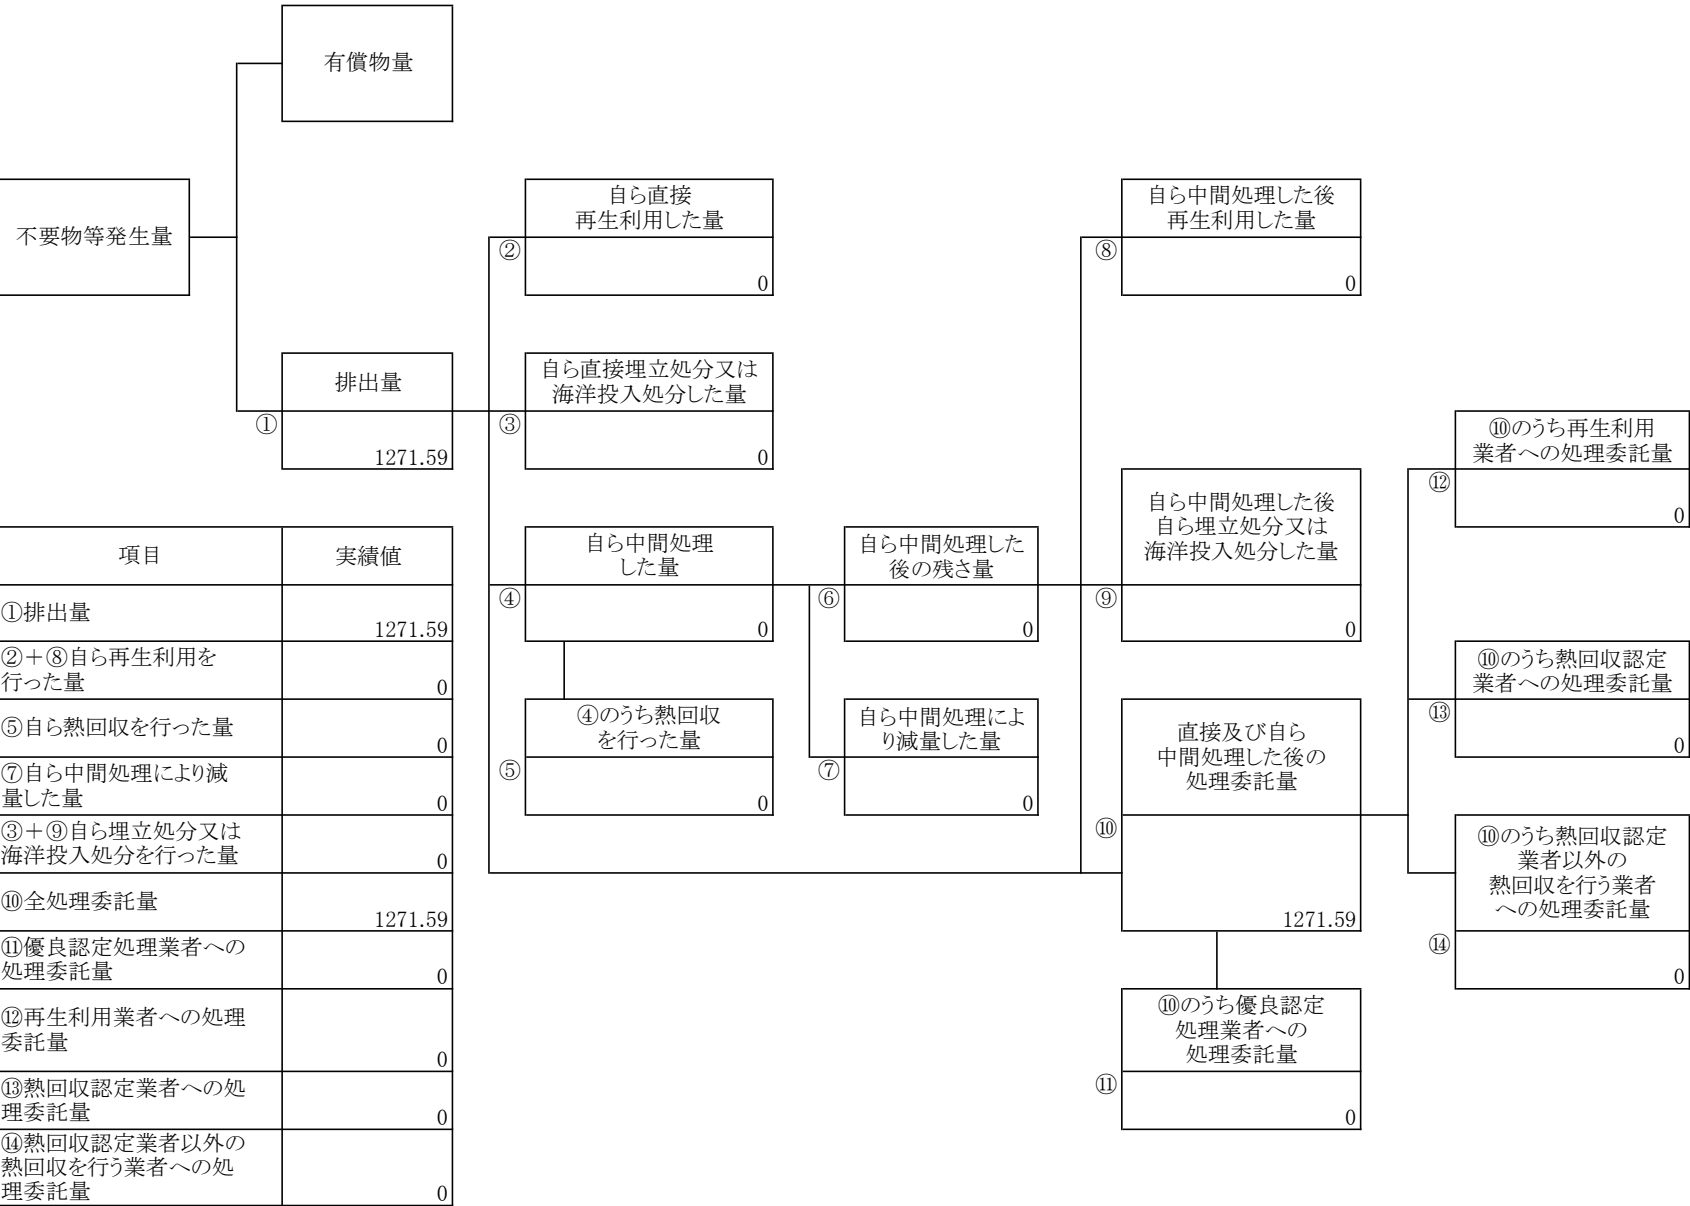 有償物量
不要物等発生量
自ら直接
再生利用した量
②
0
自ら中間処理した後
再生利用した量
⑧
0
排出量
①
1271.59
自ら直接埋立処分又は
海洋投入処分した量
③
0
⑩のうち再生利用
業者への処理委託量
⑫
0
自ら中間処理
した量
④
0
自ら中間処理した
後の残さ量
⑥
0
自ら中間処理した後
自ら埋立処分又は
海洋投入処分した量
⑨
0
⑩のうち熱回収認定
業者への処理委託量
⑬
0
④のうち熱回収
を行った量
⑤
0
自ら中間処理によ
り減量した量
⑦
0
直接及び自ら
中間処理した後の
処理委託量
⑩
1271.59
⑩のうち熱回収認定
業者以外の
熱回収を行う業者
への処理委託量
⑭
0
⑩のうち優良認定
処理業者への
処理委託量
⑪
0
項目 実績値
①排出量
1271.59
②＋⑧自ら再生利用を
行った量
0
⑤自ら熱回収を行った量
0
⑦自ら中間処理により減
量した量
0
③＋⑨自ら埋立処分又は
海洋投入処分を行った量
0
⑩全処理委託量
1271.59
⑪優良認定処理業者への
処理委託量
0
⑫再生利用業者への処理
委託量
0
⑬熱回収認定業者への処
理委託量
0
⑭熱回収認定業者以外の
熱回収を行う業者への処
理委託量
0